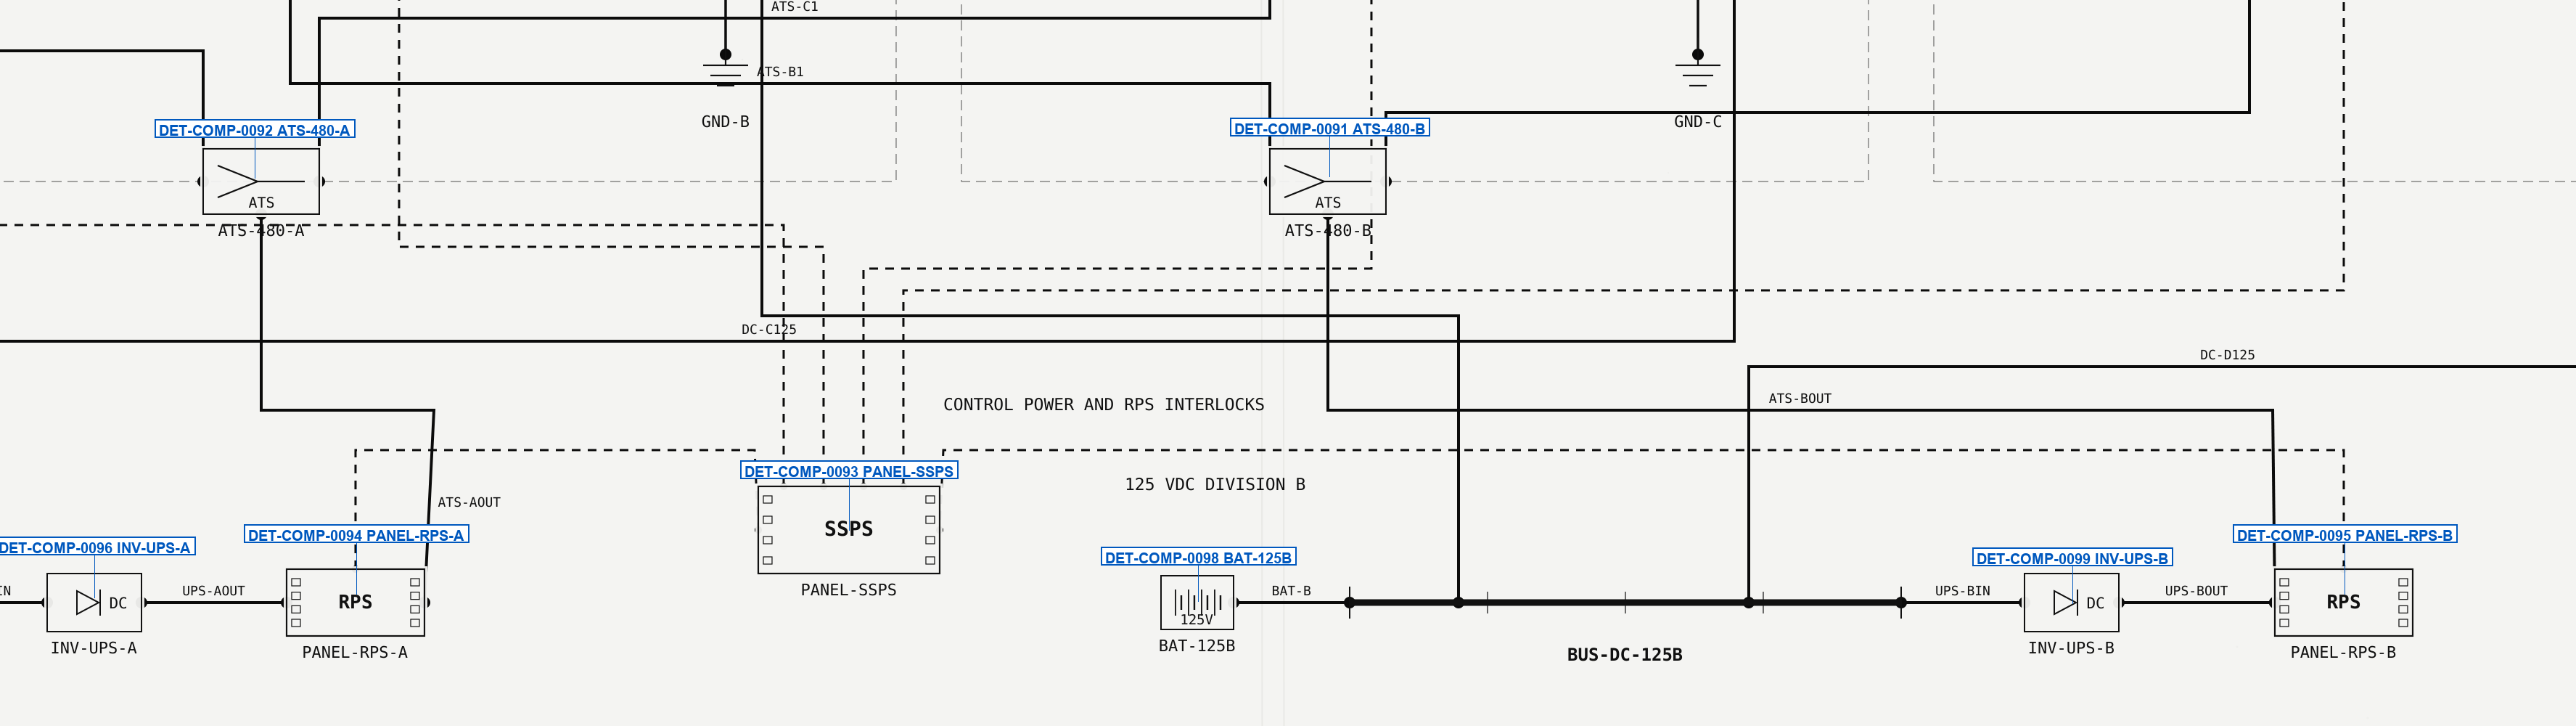 ATS-C1
ATS-B1
GND-B
GND-C
DET-COMP-0092 ATS-480-A
DET-COMP-0091 ATS-480-B
ATS
ATS
ATS-480-A
ATS-480-B
DC-C125
DC-D125
CONTROL POWER AND RPS INTERLOCKS
ATS-BOUT
DET-COMP-0093 PANEL-SSPS
125 VDC DIVISION B
ATS-AOUT
SSPS
DET-COMP-0094 PANEL-RPS-A
DET-COMP-0095 PANEL-RPS-B
DET-COMP-0096 INV-UPS-A
DET-COMP-0098 BAT-125B
DET-COMP-0099 INV-UPS-B
PANEL-SSPS
IN
UPS-AOUT
BAT-B
UPS-BIN
UPS-BOUT
DC
RPS
125V
DC
RPS
INV-UPS-A
PANEL-RPS-A
BAT-125B
BUS-DC-125B
INV-UPS-B
PANEL-RPS-B